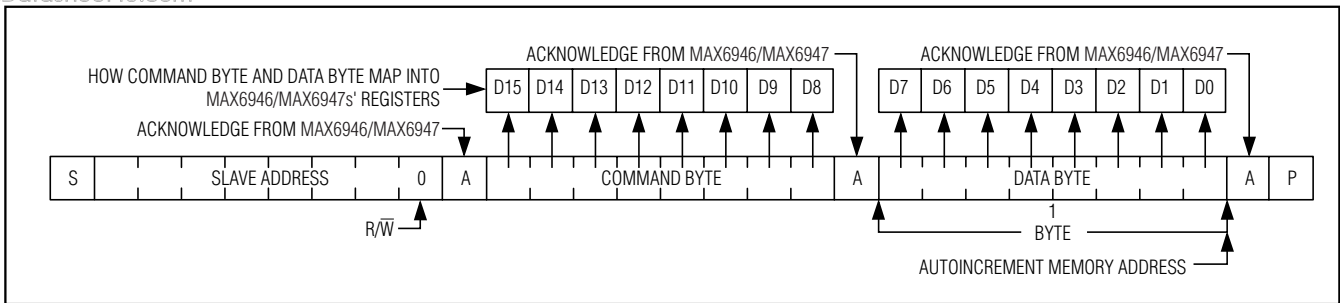 ACKNOWLEDGE FROM MAX6946/MAX6947 ACKNOWLEDGE FROM MAX6946/MAX6947
HOW COMMAND BYTE AND DATA BYTE MAP INTO
MAX6946/MAX6947s' REGISTERS
D15 D14 D13 D12 D11 D10 D9 D8 D7 D6 D5 D4 D3 D2 D1 D0
ACKNOWLEDGE FROM MAX6946/MAX6947
S SLAVE ADDRESS 0 A COMMAND BYTE A DATA BYTE A P
R/W̅ 1
BYTE
AUTOINCREMENT MEMORY ADDRESS